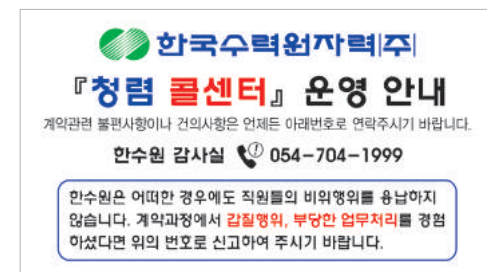 한국수력원자력|주|
『청렴 콜센터』 운영 안내
계약관련 불편사항이나 건의사항은 언제든 아래번호로 연락주시기 바랍니다.
한수원 감사실 054-704-1999
한수원은 어떠한 경우에도 직원들의 비위행위를 용납하지
않습니다. 계약과정에서 갑질행위, 부당한 업무처리를 경험
하셨다면 위의 번호로 신고하여 주시기 바랍니다.